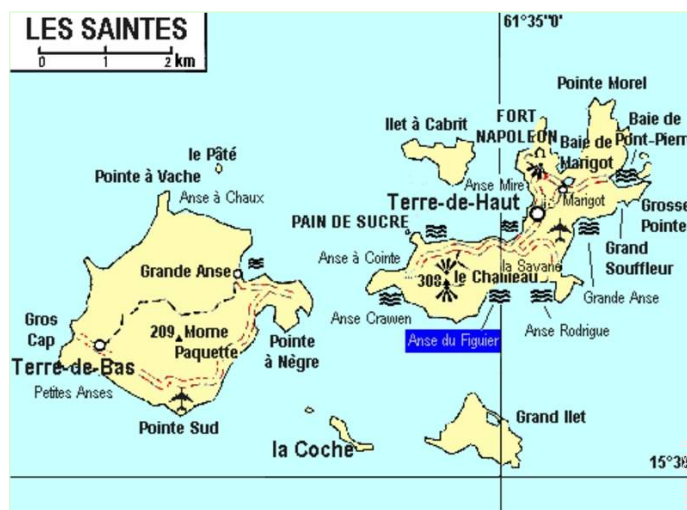 LES SAINTES
0 1 2 km
61°35'0"
Pointe Morel
FORT
NAPOLEON
Baie de
Pont-Pierre
Baie de
Marigot
Ilet à Cabrit
le Pâté
Pointe à Vache
Anse à Chaux
Anse Mire
Terre-de-Haut
Marigot
Grosse
Pointe
PAIN DE SUCRE
Grand
Souffleur
Anse à Cointe
Grande Anse
308
le Chameau
la Savane
Grande Anse
Gros
Cap
209 Morne
Paquette
Anse Crawen
Anse du Figuier
Anse Rodrigue
Pointe
à Nègre
Terre-de-Bas
Petites Anses
Pointe Sud
la Coche
Grand Ilet
15°